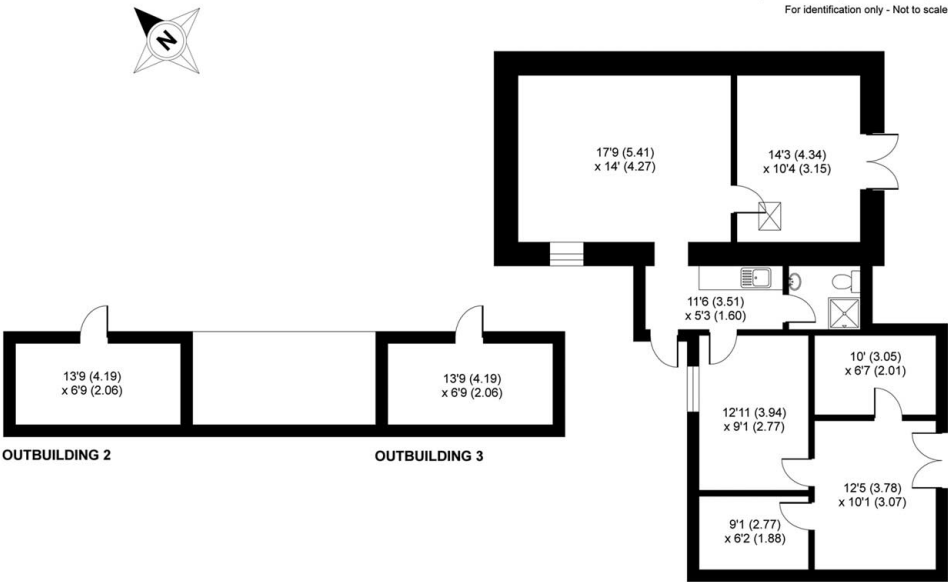 For identification only - Not to scale
N
17'9 (5.41)
x 14' (4.27)
14'3 (4.34)
x 10'4 (3.15)
11'6 (3.51)
x 5'3 (1.60)
13'9 (4.19)
x 6'9 (2.06)
13'9 (4.19)
x 6'9 (2.06)
10' (3.05)
x 6'7 (2.01)
12'11 (3.94)
x 9'1 (2.77)
OUTBUILDING 2
OUTBUILDING 3
12'5 (3.78)
x 10'1 (3.07)
9'1 (2.77)
x 6'2 (1.88)